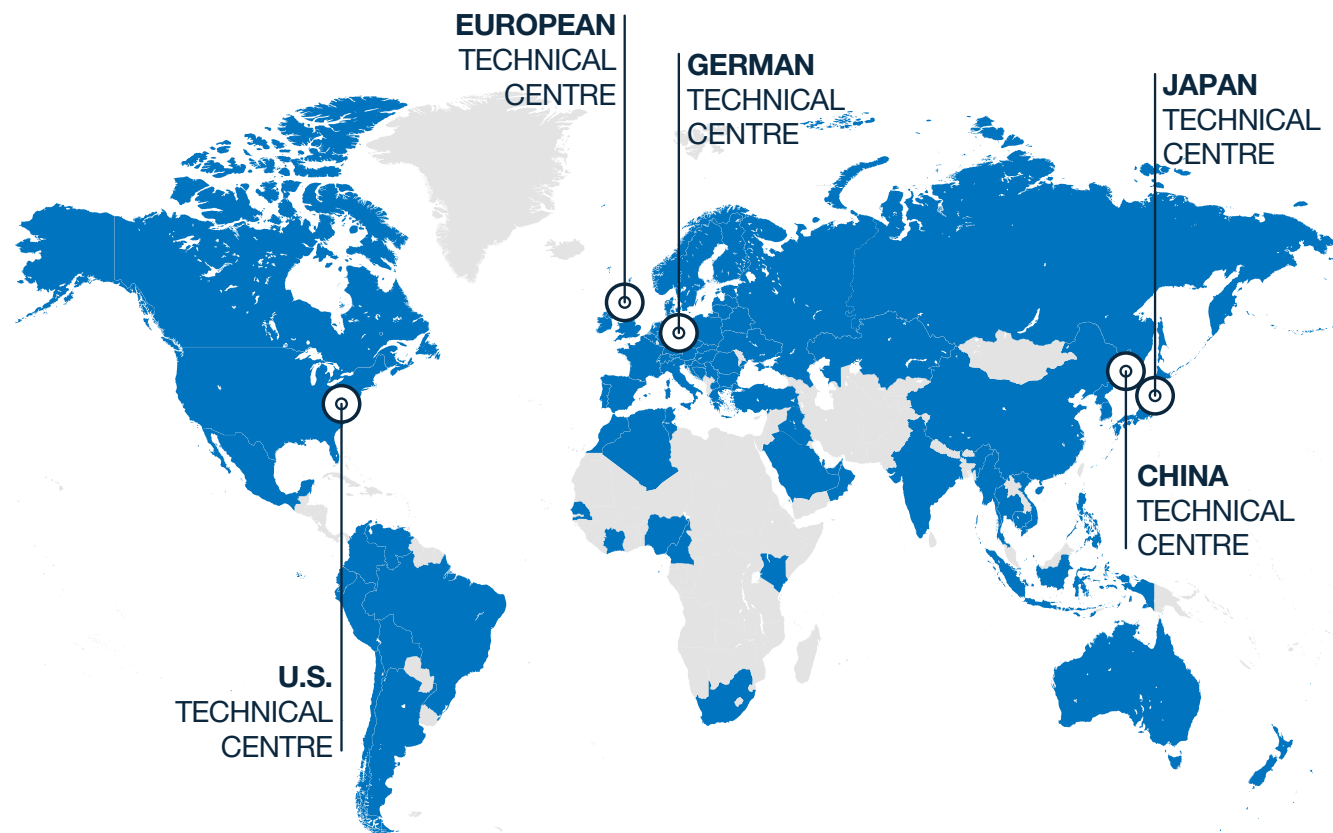 EUROPEAN
TECHNICAL
CENTRE
GERMAN
TECHNICAL
CENTRE
JAPAN
TECHNICAL
CENTRE
CHINA
TECHNICAL
CENTRE
U.S.
TECHNICAL
CENTRE